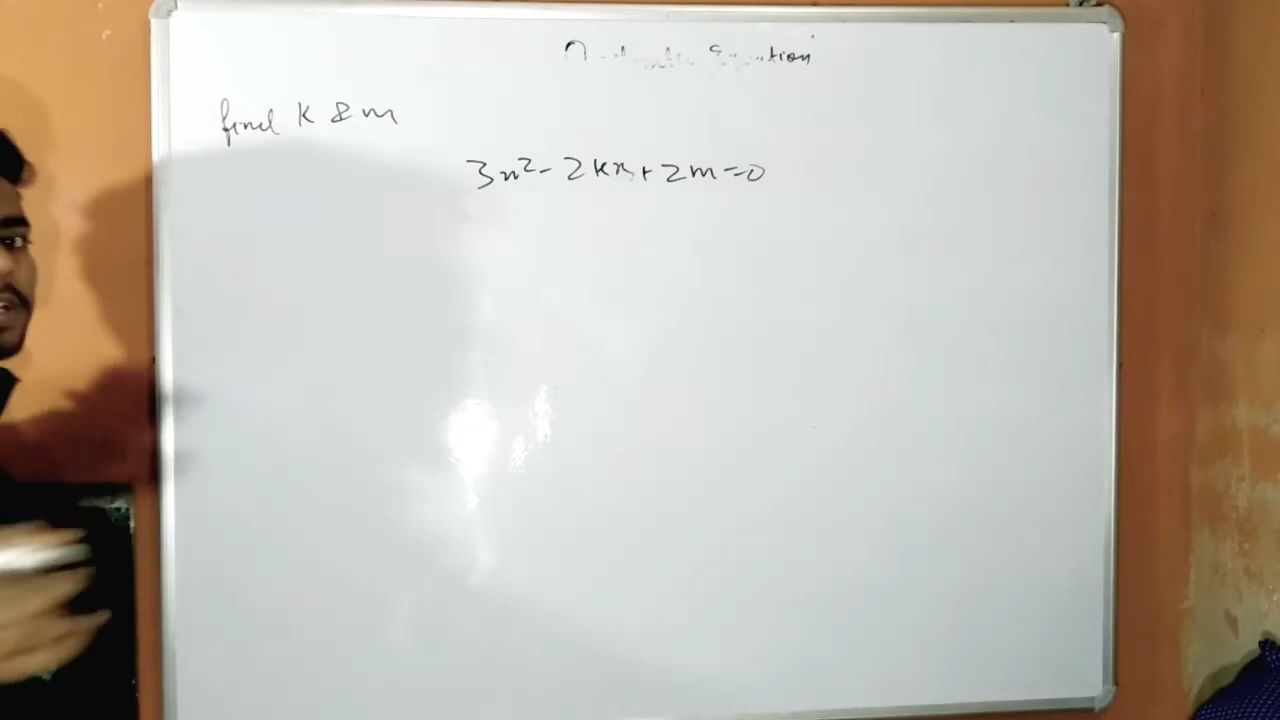 Equation
find K & m
3x² - 2kx + 2m = 0